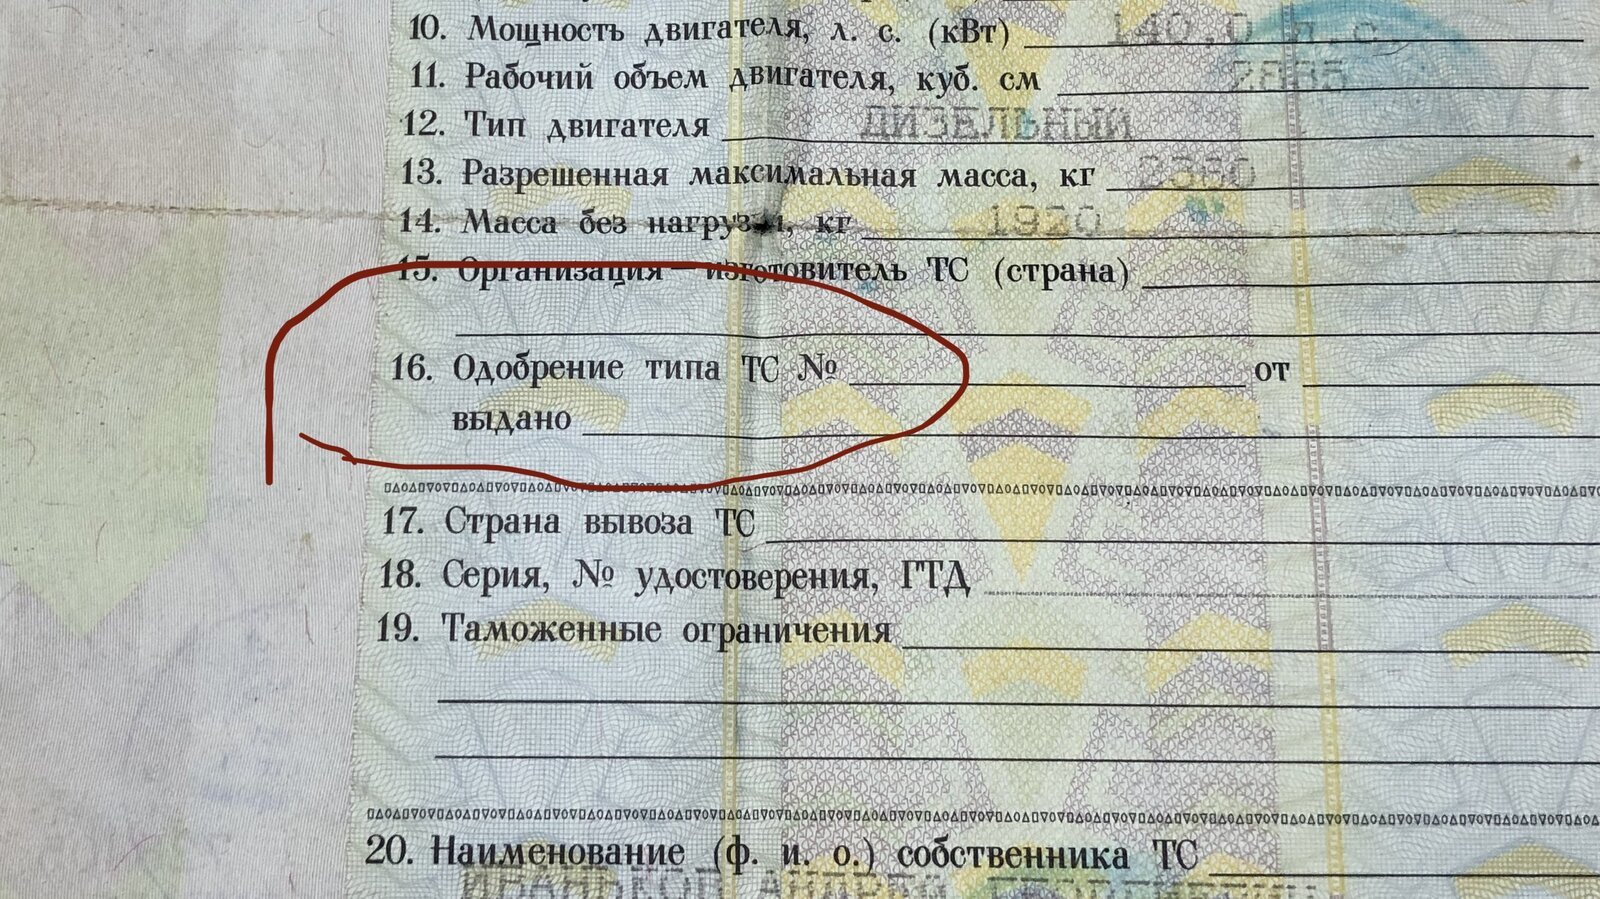 10. Мощность двигателя, л. с. (кВт) 140,0 л.с
11. Рабочий объем двигателя, куб. см
12. Тип двигателя ДИЗЕЛЬНЫЙ
13. Разрешенная максимальная масса, кг
14. Масса без нагрузки, кг 1920
15. Организация — изготовитель ТС (страна)
16. Одобрение типа ТС № от
выдано
17. Страна вывоза ТС
18. Серия, № удостоверения, ГТД
19. Таможенные ограничения
20. Наименование (ф. и. о.) собственника ТС